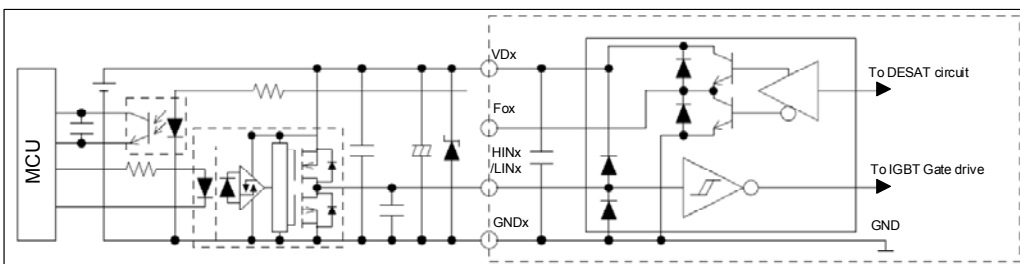 MCU
VDx
Fox
HINx
/LINx
GNDx
To DESAT circuit
To IGBT Gate drive
GND